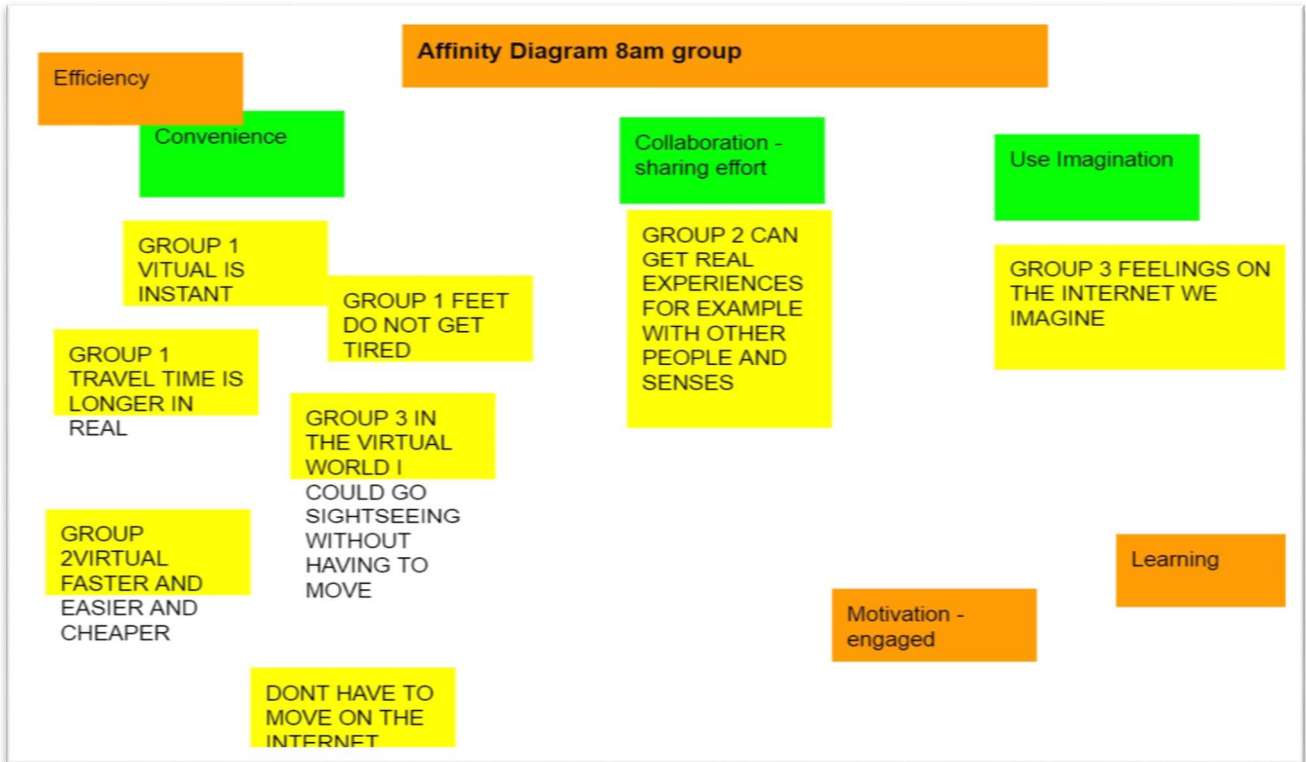 Affinity Diagram 8am group
Efficiency
Convenience
GROUP 1
VITUAL IS
INSTANT
GROUP 1 FEET
DO NOT GET
TIRED
GROUP 1
TRAVEL TIME IS
LONGER IN
REAL
GROUP 3 IN
THE VIRTUAL
WORLD I
COULD GO
SIGHTSEEING
WITHOUT
HAVING TO
MOVE
GROUP
2VIRTUAL
FASTER AND
EASIER AND
CHEAPER
DONT HAVE TO
MOVE ON THE
INTERNET
Collaboration -
sharing effort
GROUP 2 CAN
GET REAL
EXPERIENCES
FOR EXAMPLE
WITH OTHER
PEOPLE AND
SENSES
Use Imagination
GROUP 3 FEELINGS ON
THE INTERNET WE
IMAGINE
Motivation -
engaged
Learning